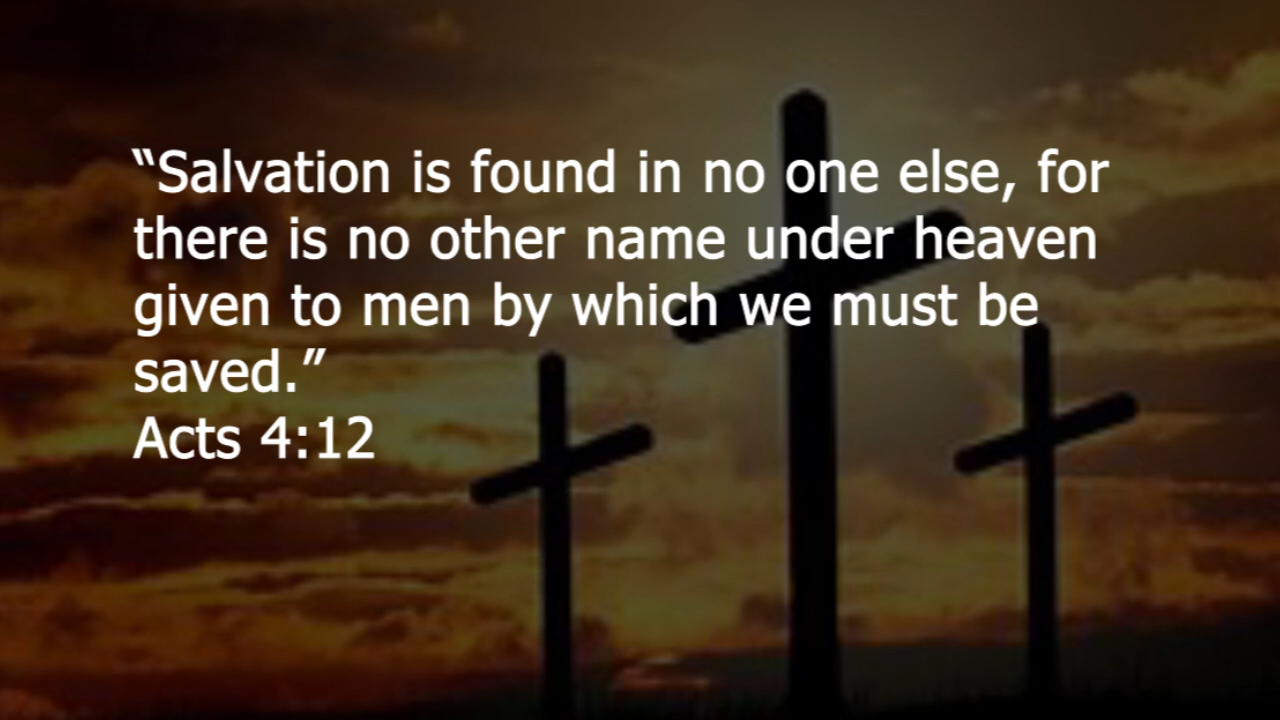 “Salvation is found in no one else, for
there is no other name under heaven
given to men by which we must be
saved.”
Acts 4:12